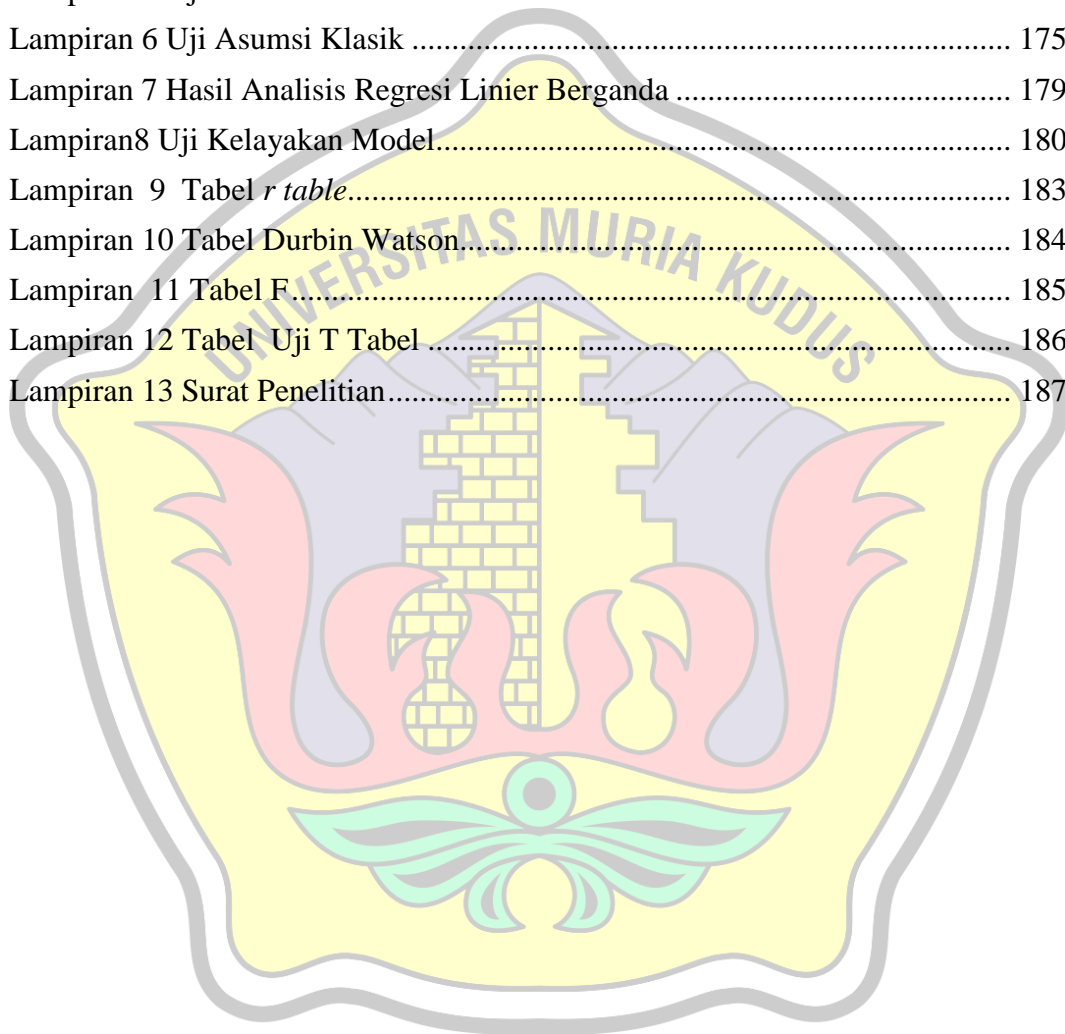 Lampiran 6 Uji Asumsi Klasik ........................................................................... 175
Lampiran 7 Hasil Analisis Regresi Linier Berganda .......................................... 179
Lampiran8 Uji Kelayakan Model........................................................................ 180
Lampiran  9  Tabel r table................................................................................... 183
Lampiran 10 Tabel Durbin Watson..................................................................... 184
Lampiran  11 Tabel F.......................................................................................... 185
Lampiran 12 Tabel  Uji T Tabel ......................................................................... 186
Lampiran 13 Surat Penelitian.............................................................................. 187
UNIVERSITAS MURIA KUDUS